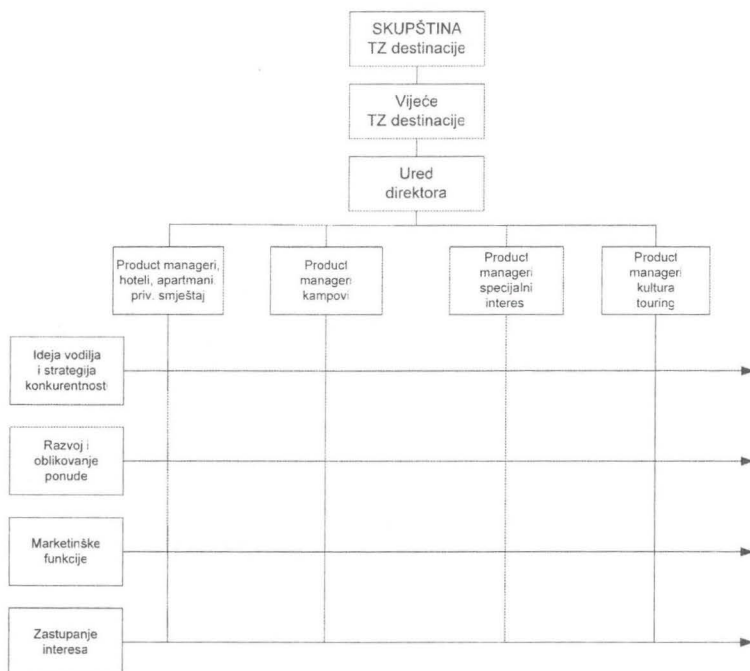 SKUPŠTINA
TZ destinacije
Vijeće
TZ destinacije
Ured
direktora
Product manageri,
hoteli, apartmani
priv. smještaj
Product
manageri
kampovi
Product
manageri
specijalni
interes
Product
manageri
kultura
touring
Ideja vodilja
i strategija
konkurentnosti
Razvoj i
oblikovanje
ponude
Marketinške
funkcije
Zastupanje
interesa